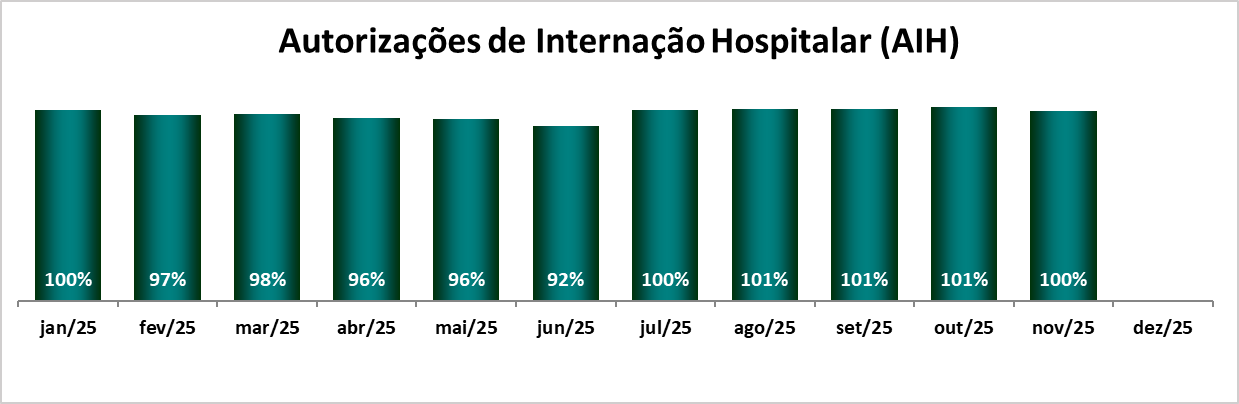 Autorizações de Internação Hospitalar (AIH)
100% 97% 98% 96% 96% 92% 100% 101% 101% 101% 100%
jan/25 fev/25 mar/25 abr/25 mai/25 jun/25 jul/25 ago/25 set/25 out/25 nov/25 dez/25